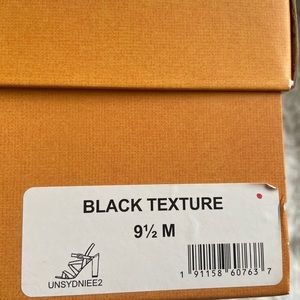 BLACK TEXTURE
9½ M
UNSYDNIEE2
1 91158 60763 7